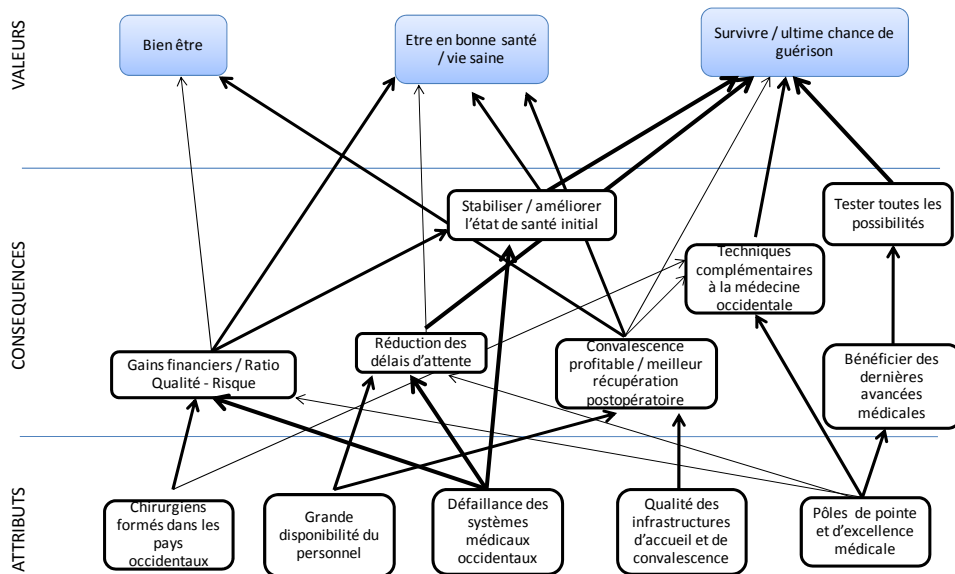 VALEURS
Bien être
Etre en bonne santé
/ vie saine
Survivre / ultime chance de
guérison
CONSEQUENCES
Stabiliser / améliorer
l'état de santé initial
Tester toutes les
possibilités
Techniques
complémentaires
à la médecine
occidentale
Gains financiers / Ratio
Qualité - Risque
Réduction des
délais d'attente
Convalescence
profitable / meilleur
récupération
postopératoire
Bénéficier des
dernières
avancées
médicales
ATTRIBUTS
Chirurgiens
formés dans les
pays
occidentaux
Grande
disponibilité du
personnel
Défaillance des
systèmes
médicaux
occidentaux
Qualité des
infrastructures
d'accueil et de
convalescence
Pôles de pointe
et d'excellence
médicale